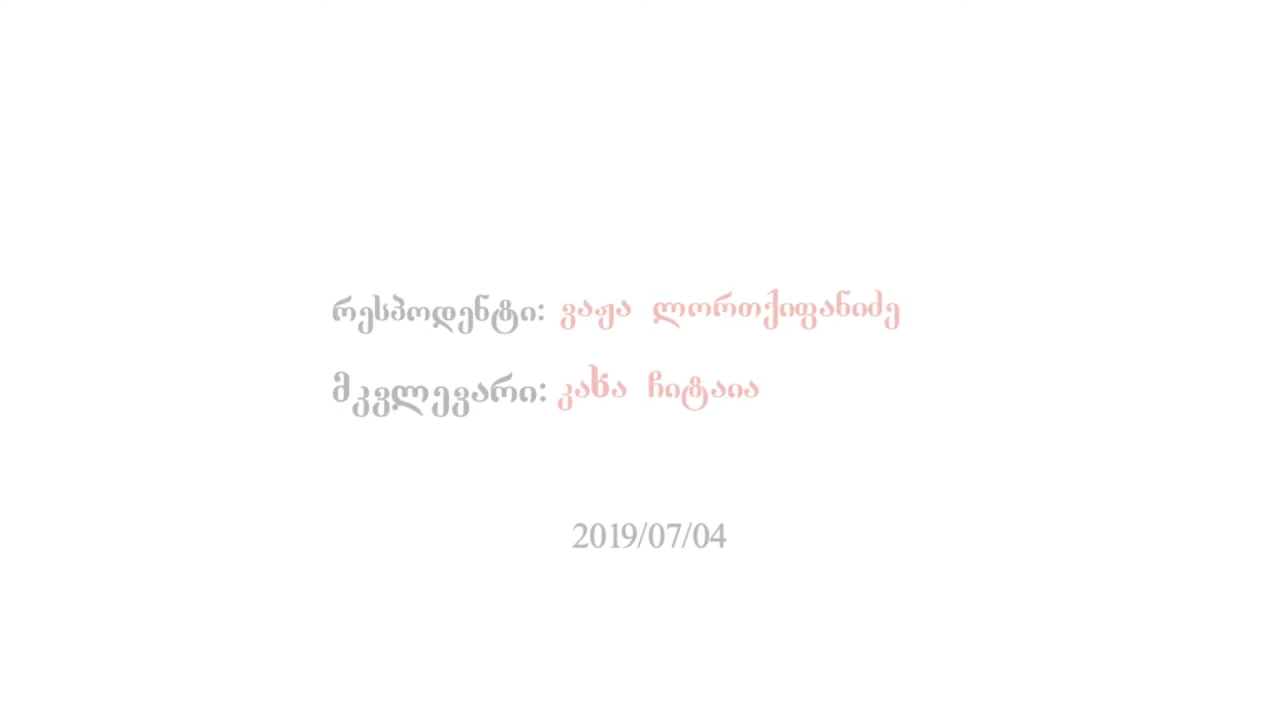 რესპოდენტი: ვაჟა ლორთქიფანიძე
მკვლევარი: კახა ჩიტაია
2019/07/04